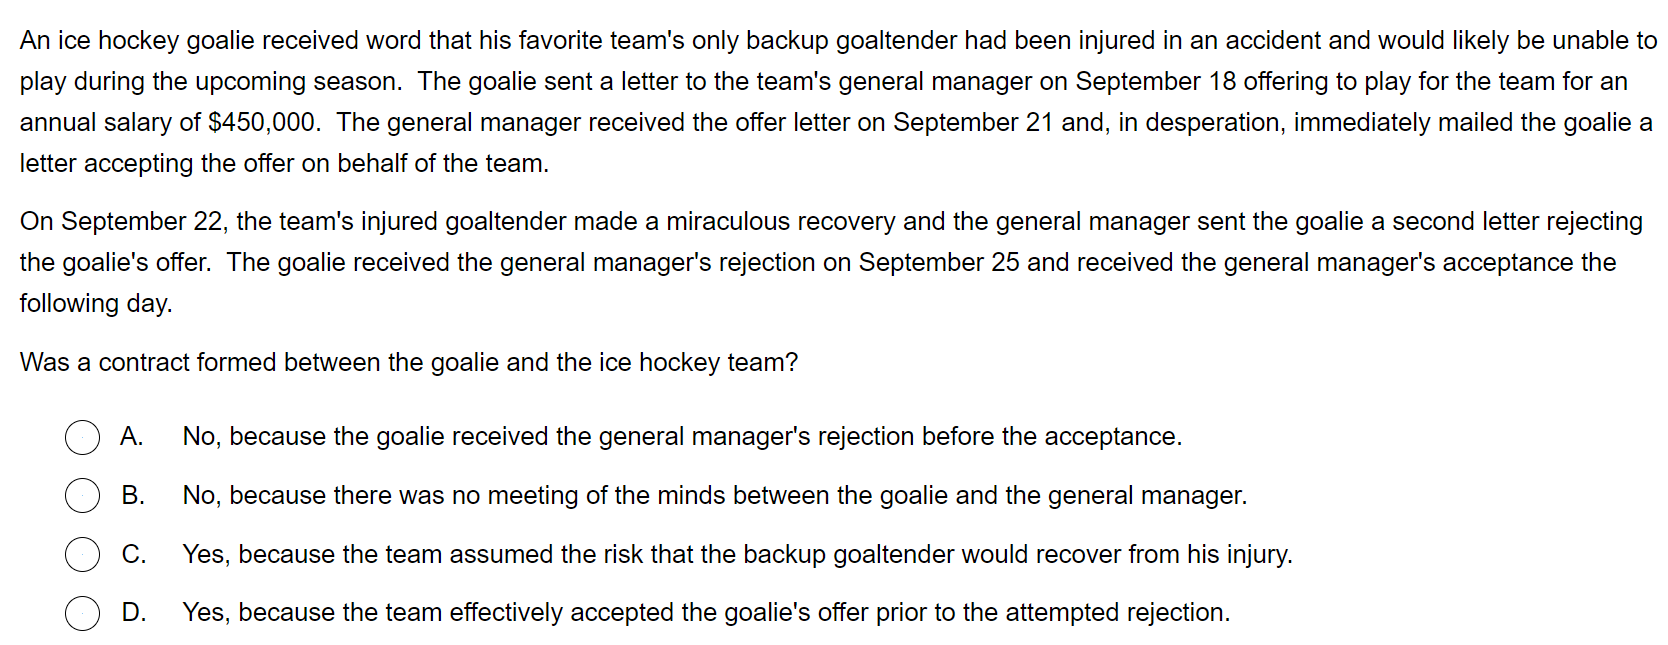 An ice hockey goalie received word that his favorite team's only backup goaltender had been injured in an accident and would likely be unable to
play during the upcoming season.  The goalie sent a letter to the team's general manager on September 18 offering to play for the team for an
annual salary of $450,000.  The general manager received the offer letter on September 21 and, in desperation, immediately mailed the goalie a
letter accepting the offer on behalf of the team.
On September 22, the team's injured goaltender made a miraculous recovery and the general manager sent the goalie a second letter rejecting
the goalie's offer.  The goalie received the general manager's rejection on September 25 and received the general manager's acceptance the
following day.
Was a contract formed between the goalie and the ice hockey team?
A. No, because the goalie received the general manager's rejection before the acceptance.
B. No, because there was no meeting of the minds between the goalie and the general manager.
C. Yes, because the team assumed the risk that the backup goaltender would recover from his injury.
D. Yes, because the team effectively accepted the goalie's offer prior to the attempted rejection.